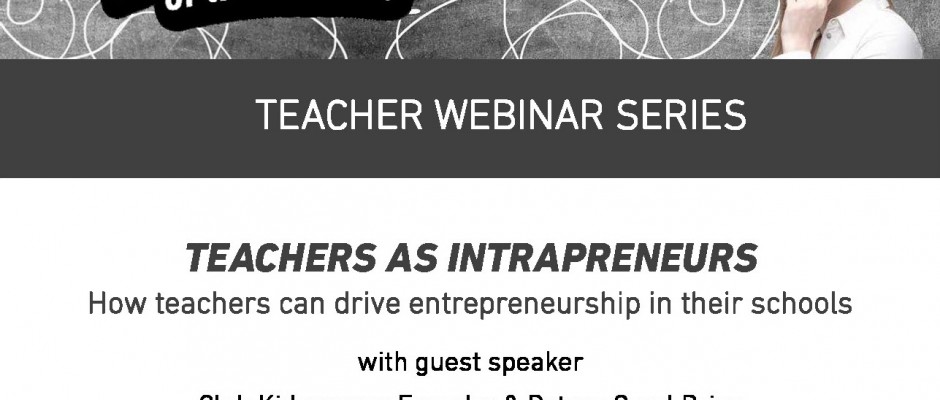 TEACHER WEBINAR SERIES
TEACHERS AS INTRAPRENEURS
How teachers can drive entrepreneurship in their schools
with guest speaker